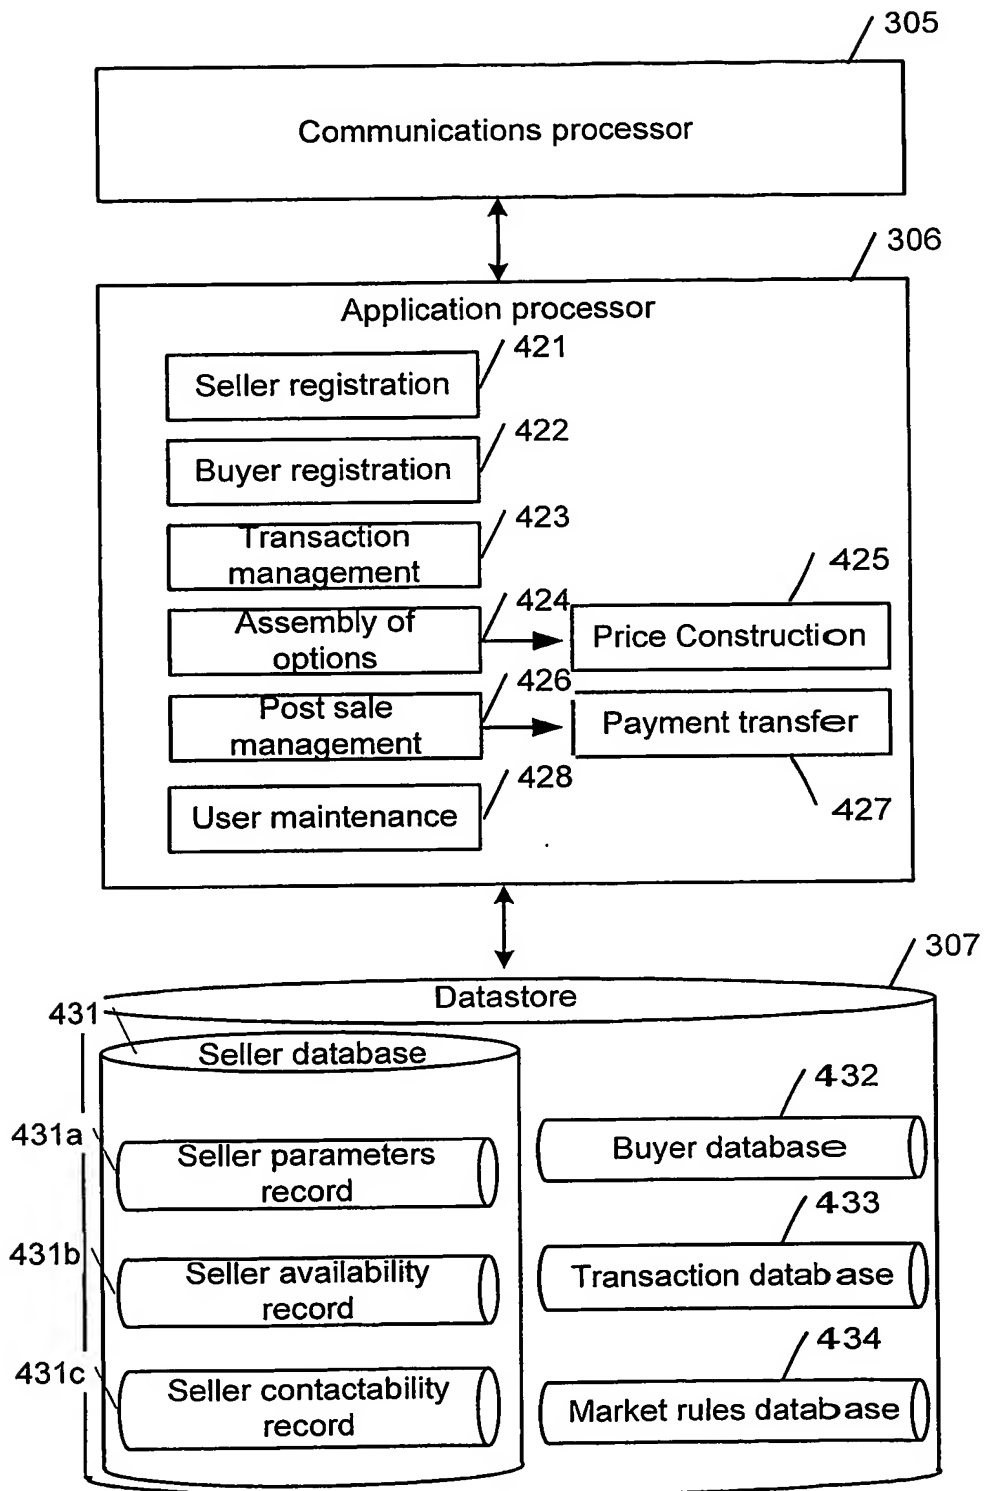 305
Communications processor
306
Application processor
421
Seller registration
422
Buyer registration
423
Transaction
management
425
424
Assembly of
options
Price Construction
426
Post sale
management
Payment transfer
428
User maintenance
427
307
Datastore
431
Seller database
432
431a
Buyer database
Seller parameters
record
433
431b
Seller availability
record
Transaction database
434
431c
Seller contactability
record
Market rules database